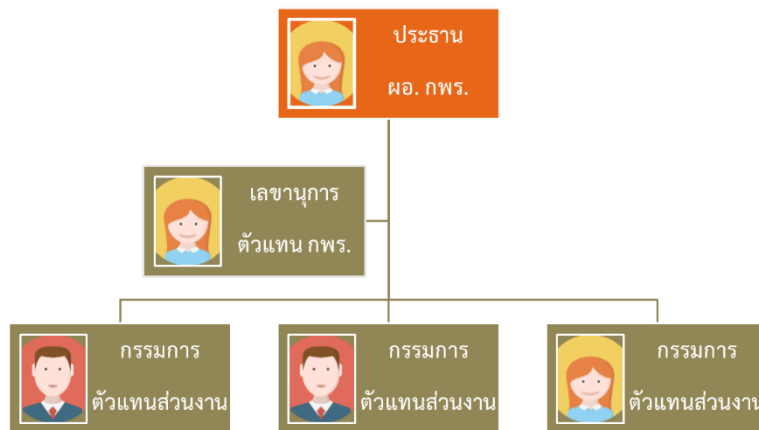 ประธาน
ผอ. กพร.
เลขานุการ
ตัวแทน กพร.
กรรมการ
ตัวแทนส่วนงาน
กรรมการ
ตัวแทนส่วนงาน
กรรมการ
ตัวแทนส่วนงาน